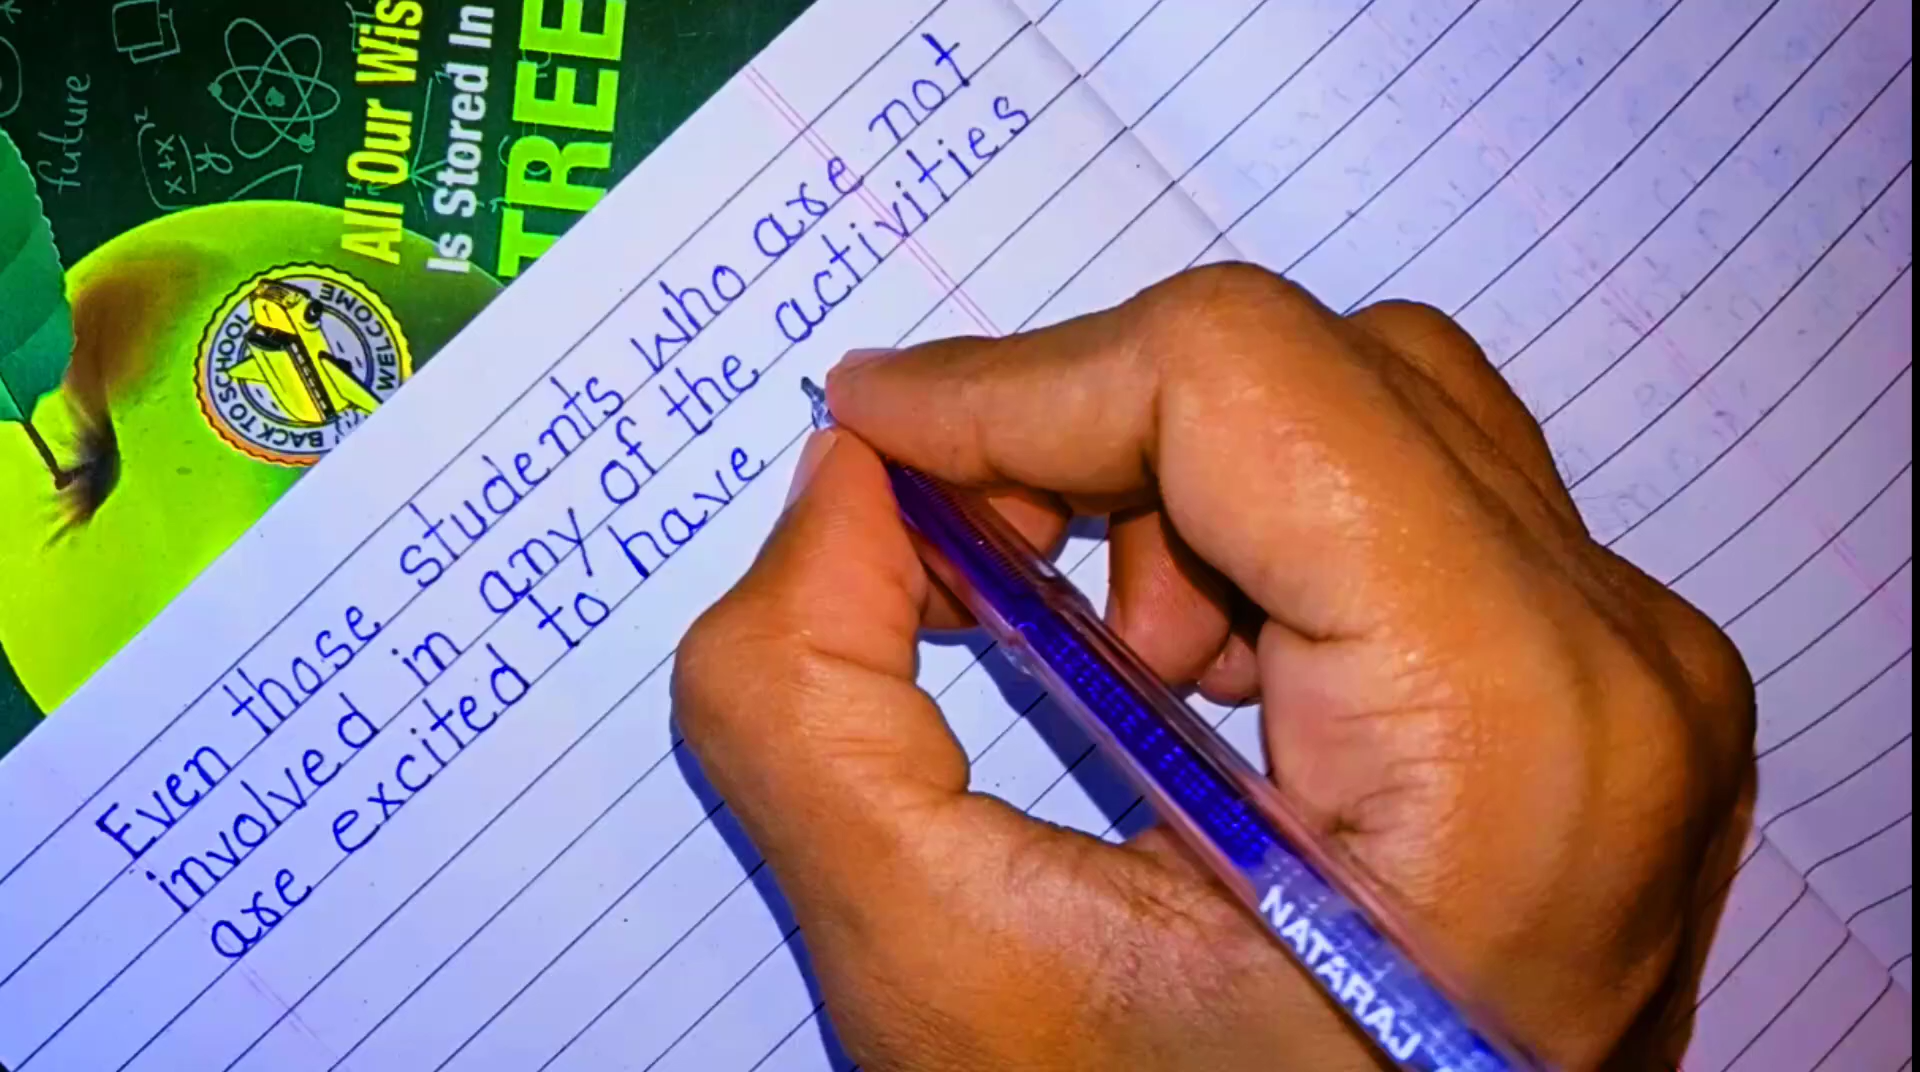 Even those students who are not
involved in any of the activities
are excited to have
All Our Wis
Is Stored In
TREE
future
x+x
y
2
WELCOME
BACK TO SCHOOL
NATARAJ